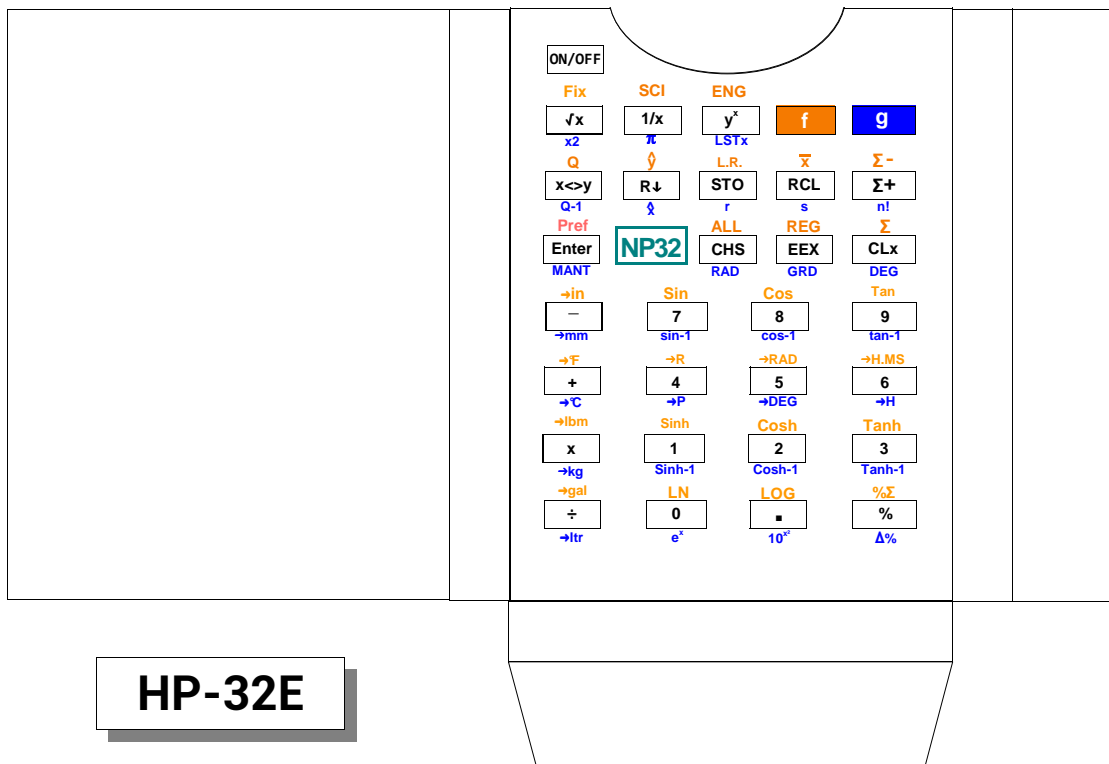 ON/OFF
Fix SCI ENG
√x 1/x yˣ f g
x2 π LSTx
Q ŷ L.R. x̅ Σ-
x<>y R↓ STO RCL Σ+
Q-1 x̂ r s n!
Pref ALL REG Σ
Enter NP32 CHS EEX CLx
MANT RAD GRD DEG
→in Sin Cos Tan
− 7 8 9
→mm sin-1 cos-1 tan-1
→°F →R →RAD →H.MS
+ 4 5 6
→°C →P →DEG →H
→lbm Sinh Cosh Tanh
x 1 2 3
→kg Sinh-1 Cosh-1 Tanh-1
→gal LN LOG %Σ
÷ 0 . %
→ltr eˣ 10ˣ² Δ%
HP-32E